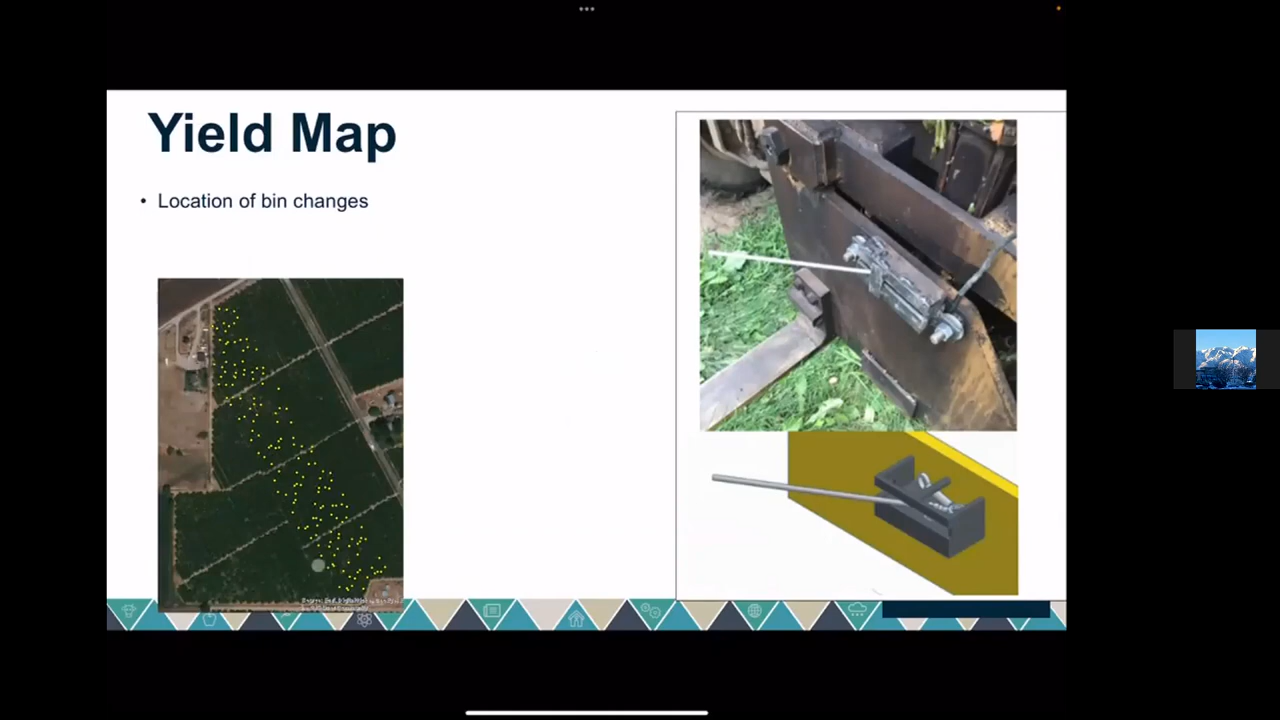 Yield Map
• Location of bin changes